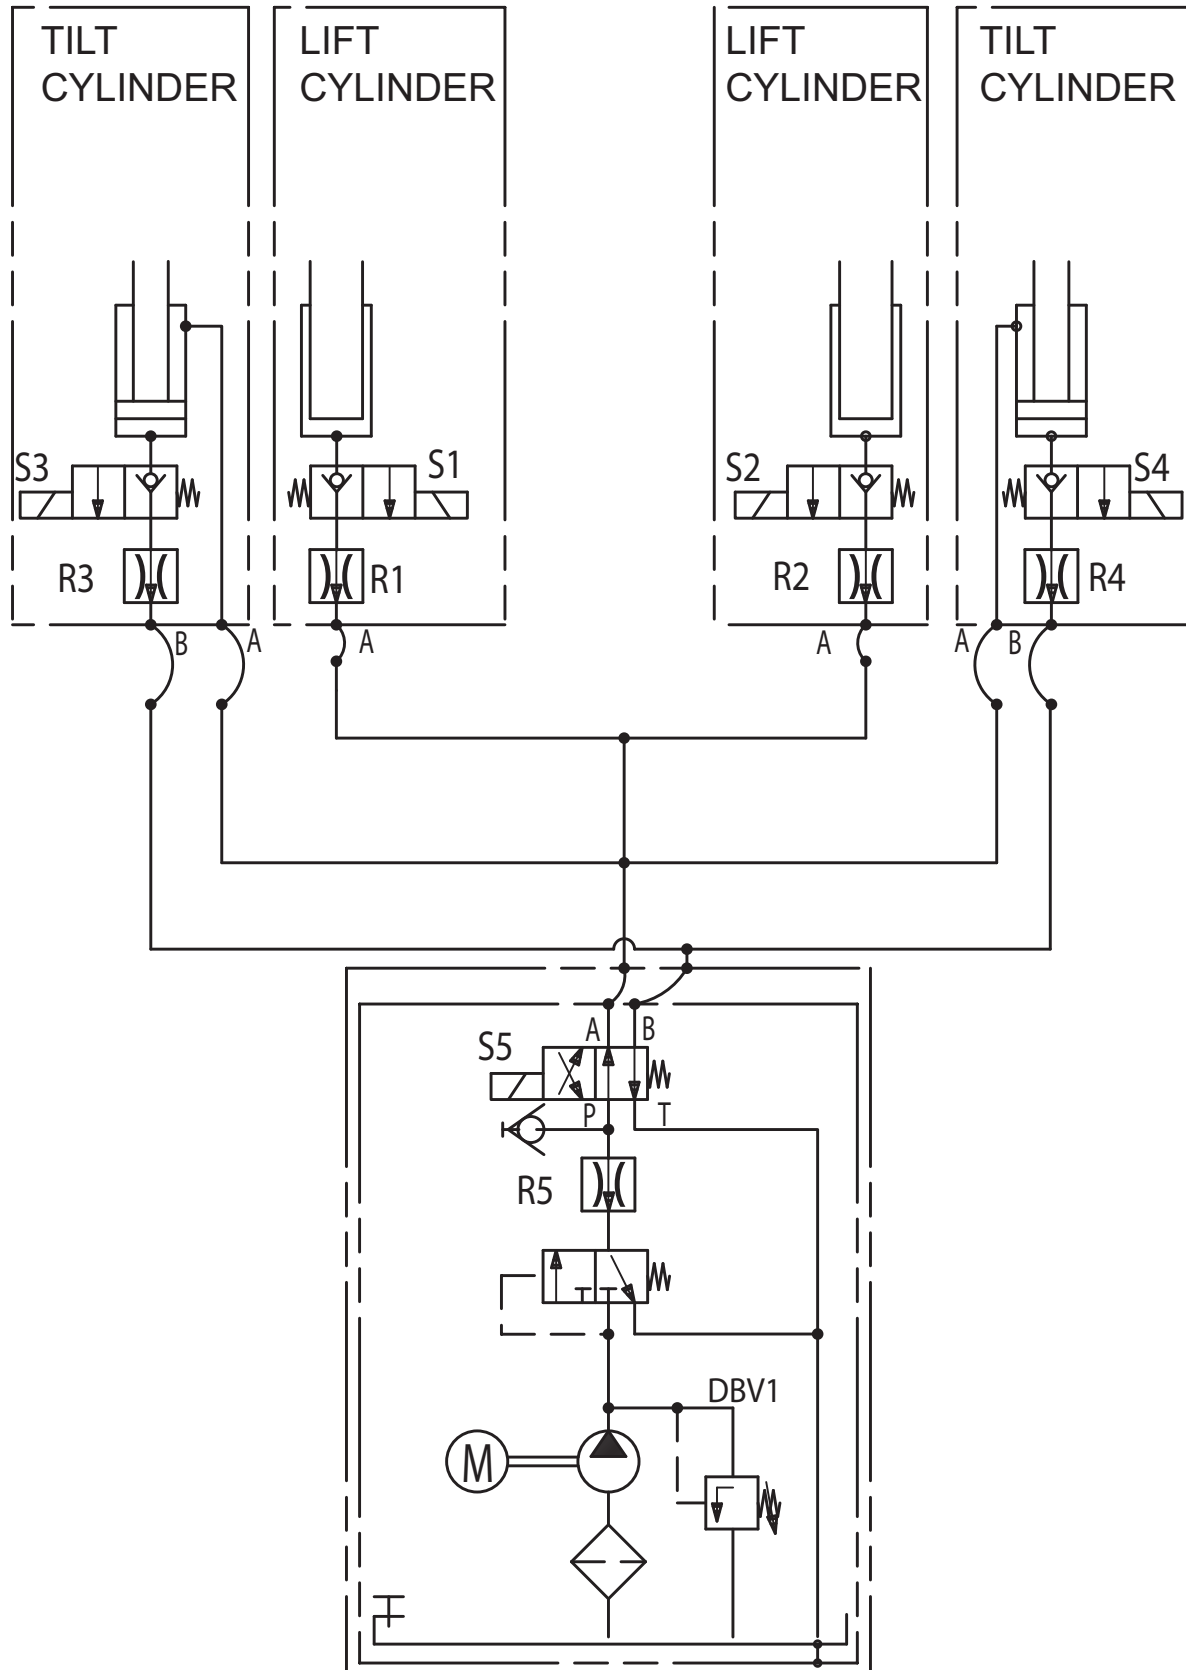 TILT
CYLINDER
LIFT
CYLINDER
LIFT
CYLINDER
TILT
CYLINDER
S3
S1
S2
S4
R3
R1
R2
R4
B
A
A
A
A
B
A
B
S5
P
T
R5
DBV1
M